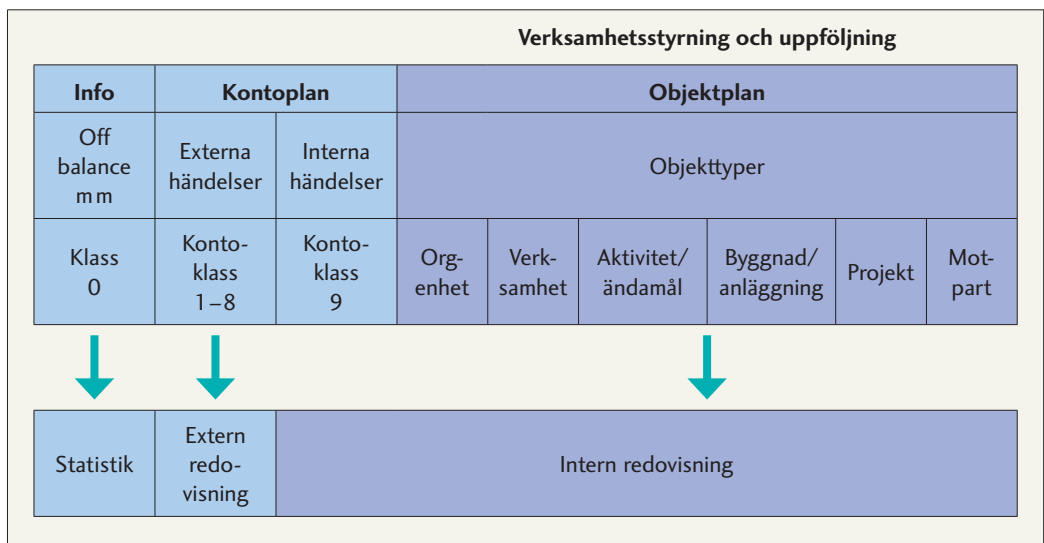 Verksamhetsstyrning och uppföljning
Info
Kontoplan
Objektplan
Off
balance
m m
Externa
händelser
Interna
händelser
Objekttyper
Klass
0
Konto-
klass
1–8
Konto-
klass
9
Org-
enhet
Verk-
samhet
Aktivitet/
ändamål
Byggnad/
anläggning
Projekt
Mot-
part
Statistik
Extern
redo-
visning
Intern redovisning